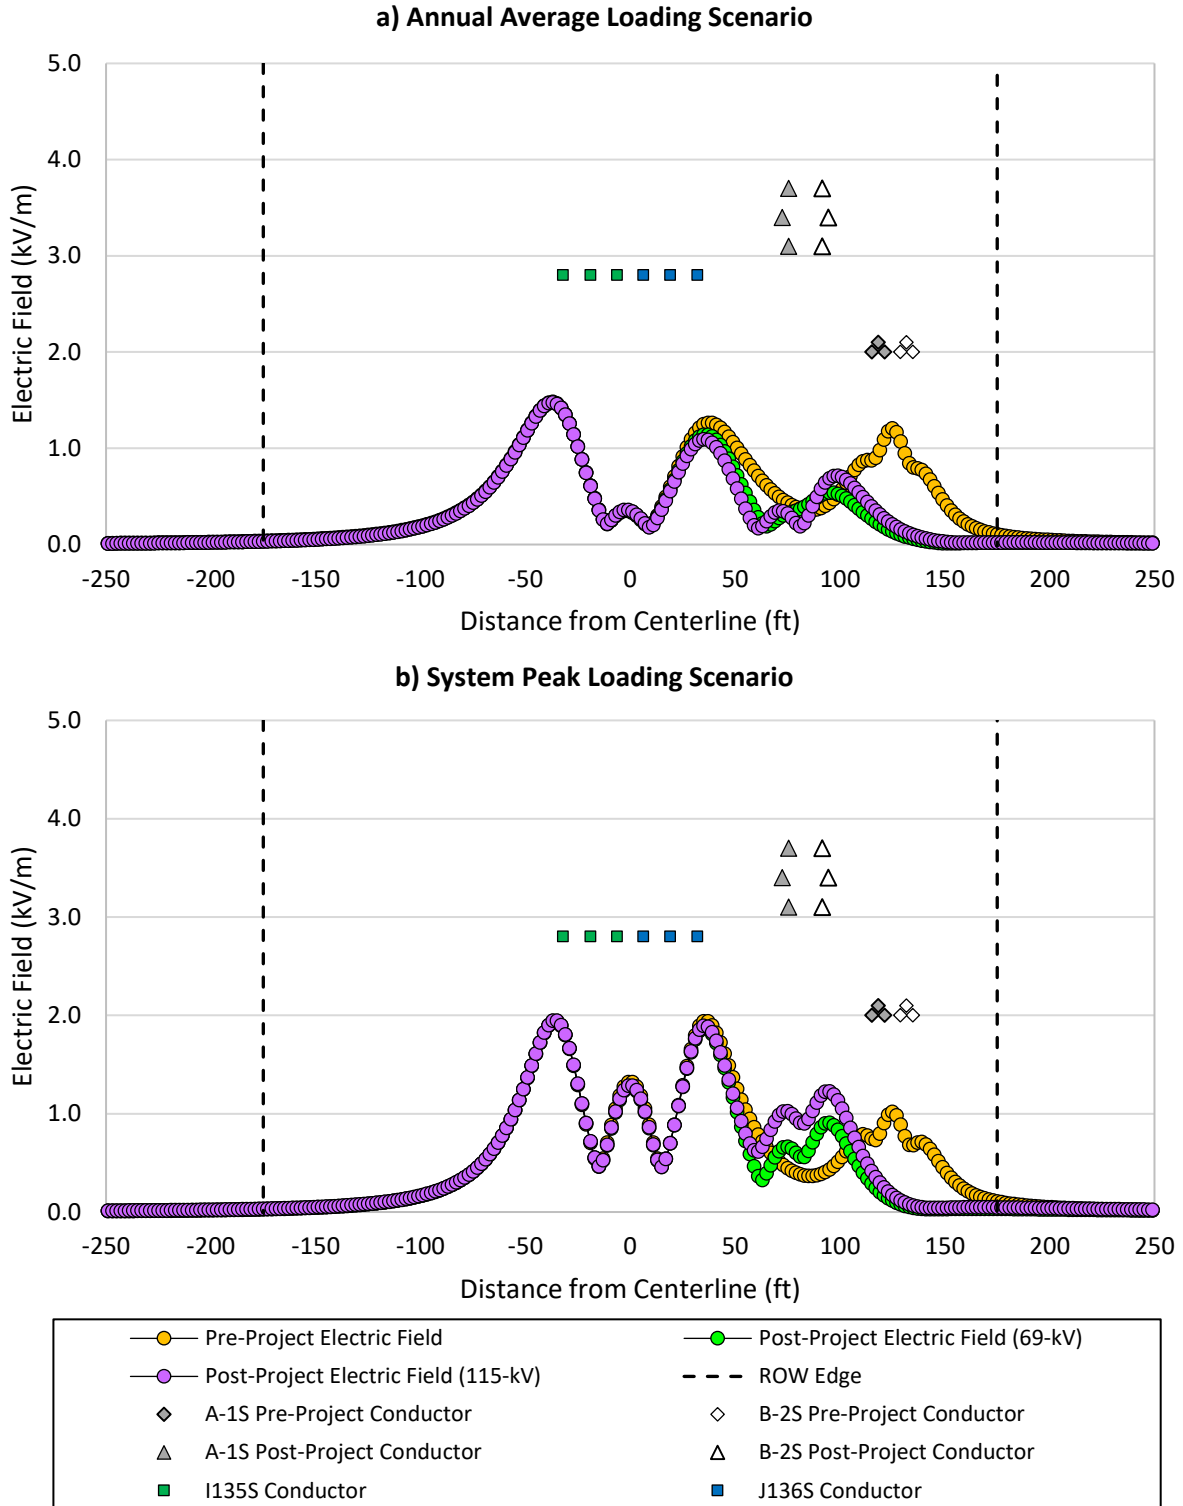 a) Annual Average Loading Scenario
5.0
4.0
3.0
2.0
1.0
0.0
Electric Field (kV/m)
-250 -200 -150 -100 -50 0 50 100 150 200 250
Distance from Centerline (ft)
b) System Peak Loading Scenario
5.0
4.0
3.0
2.0
1.0
0.0
Electric Field (kV/m)
-250 -200 -150 -100 -50 0 50 100 150 200 250
Distance from Centerline (ft)
Pre-Project Electric Field Post-Project Electric Field (69-kV)
Post-Project Electric Field (115-kV) ROW Edge
A-1S Pre-Project Conductor B-2S Pre-Project Conductor
A-1S Post-Project Conductor B-2S Post-Project Conductor
I135S Conductor J136S Conductor